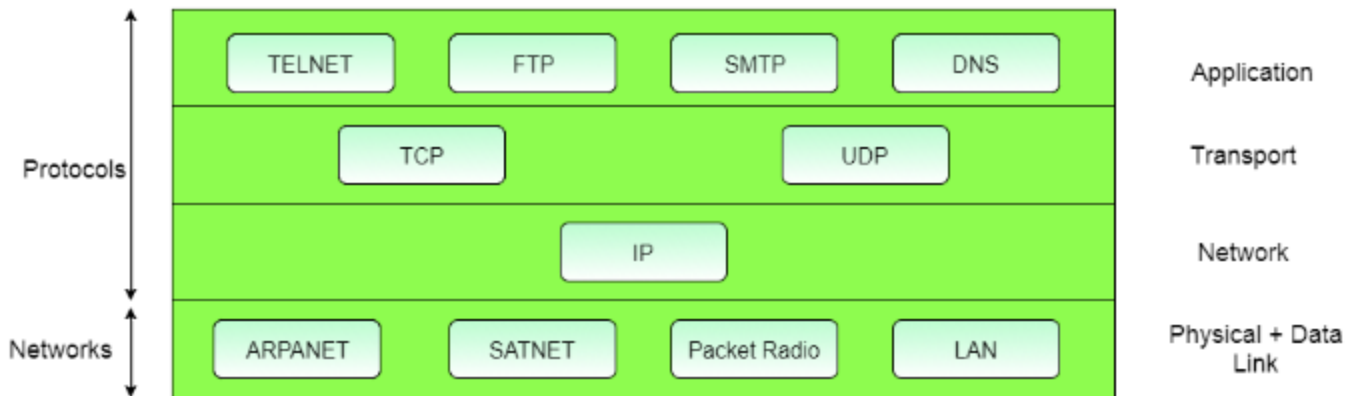 TELNET FTP SMTP DNS Application
TCP UDP Transport
Protocols
IP Network
Networks ARPANET SATNET Packet Radio LAN Physical + Data
Link